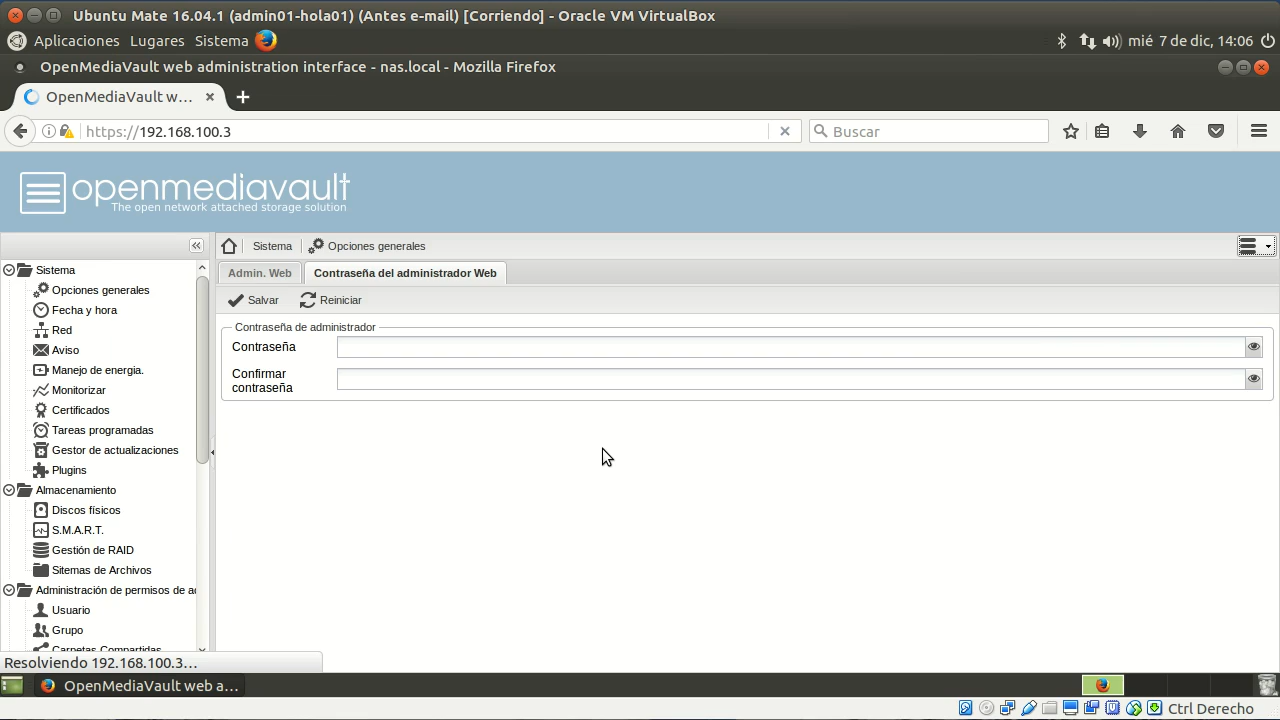 Ubuntu Mate 16.04.1 (admin01-hola01) (Antes e-mail) [Corriendo] - Oracle VM VirtualBox
Aplicaciones Lugares Sistema mié 7 de dic, 14:06
OpenMediaVault web administration interface - nas.local - Mozilla Firefox
OpenMediaVault w...
https://192.168.100.3 Buscar
openmediavault
The open network attached storage solution
Sistema Opciones generales
Sistema
Admin. Web Contraseña del administrador Web
Opciones generales
Salvar Reiniciar
Fecha y hora
Contraseña de administrador
Red
Contraseña
Aviso
Manejo de energia.
Confirmar
contraseña
Monitorizar
Certificados
Tareas programadas
Gestor de actualizaciones
Plugins
Almacenamiento
Discos físicos
S.M.A.R.T.
Gestión de RAID
Sitemas de Archivos
Administración de permisos de a
Usuario
Grupo
Carpetas Compartidas
Resolviendo 192.168.100.3...
OpenMediaVault web a...
Ctrl Derecho